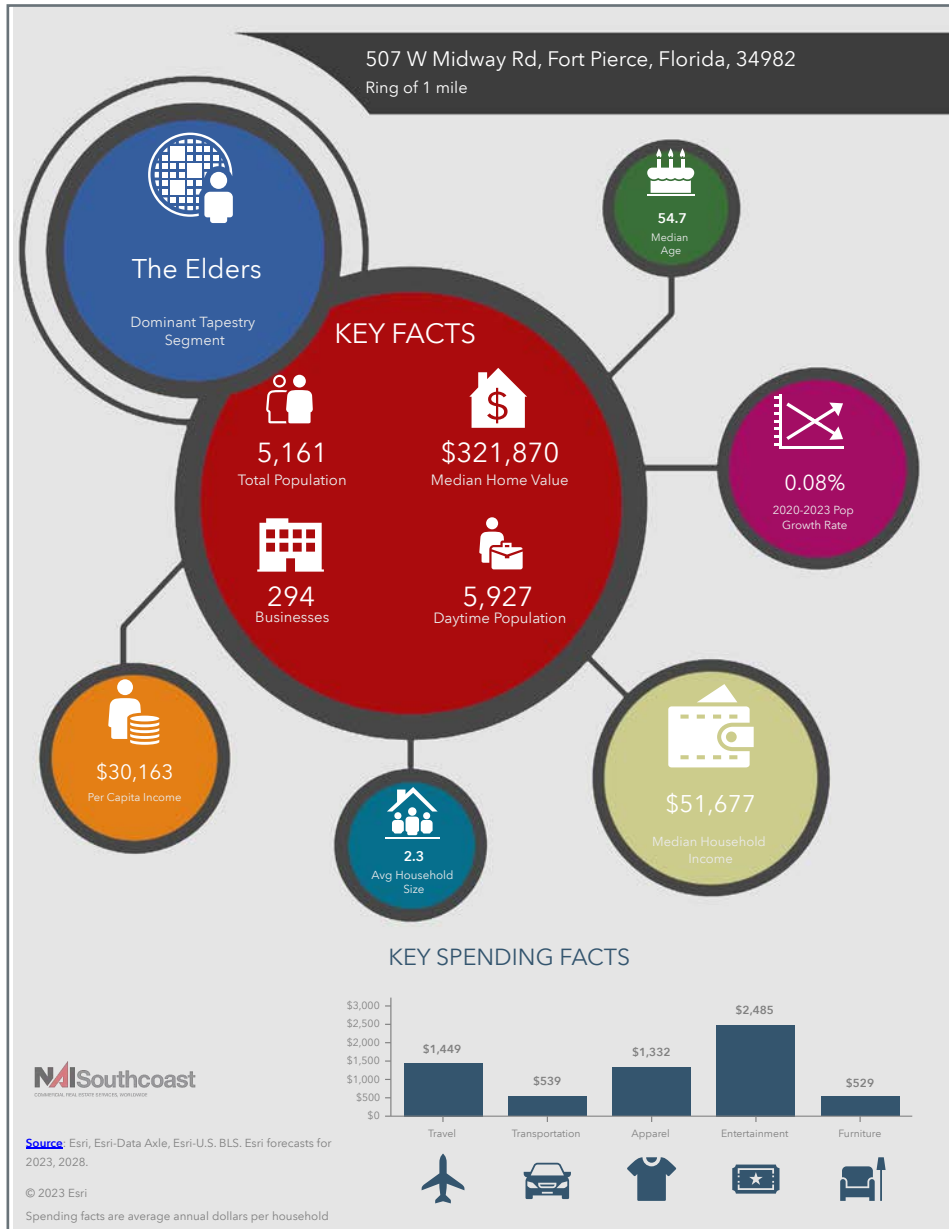 507 W Midway Rd, Fort Pierce, Florida, 34982
Ring of 1 mile
The Elders
Dominant Tapestry
Segment
54.7
Median
Age
KEY FACTS
5,161
Total Population
$321,870
Median Home Value
294
Businesses
5,927
Daytime Population
0.08%
2020-2023 Pop
Growth Rate
$30,163
Per Capita Income
2.3
Avg Household
Size
$51,677
Median Household
Income
KEY SPENDING FACTS
$3,000
$2,500
$2,000
$1,500
$1,000
$500
$0
$1,449
$539
$1,332
$2,485
$529
Travel
Transportation
Apparel
Entertainment
Furniture
NAISouthcoast
COMMERCIAL REAL ESTATE SERVICES, WORLDWIDE
Source: Esri, Esri-Data Axle, Esri-U.S. BLS. Esri forecasts for
2023, 2028.
© 2023 Esri
Spending facts are average annual dollars per household